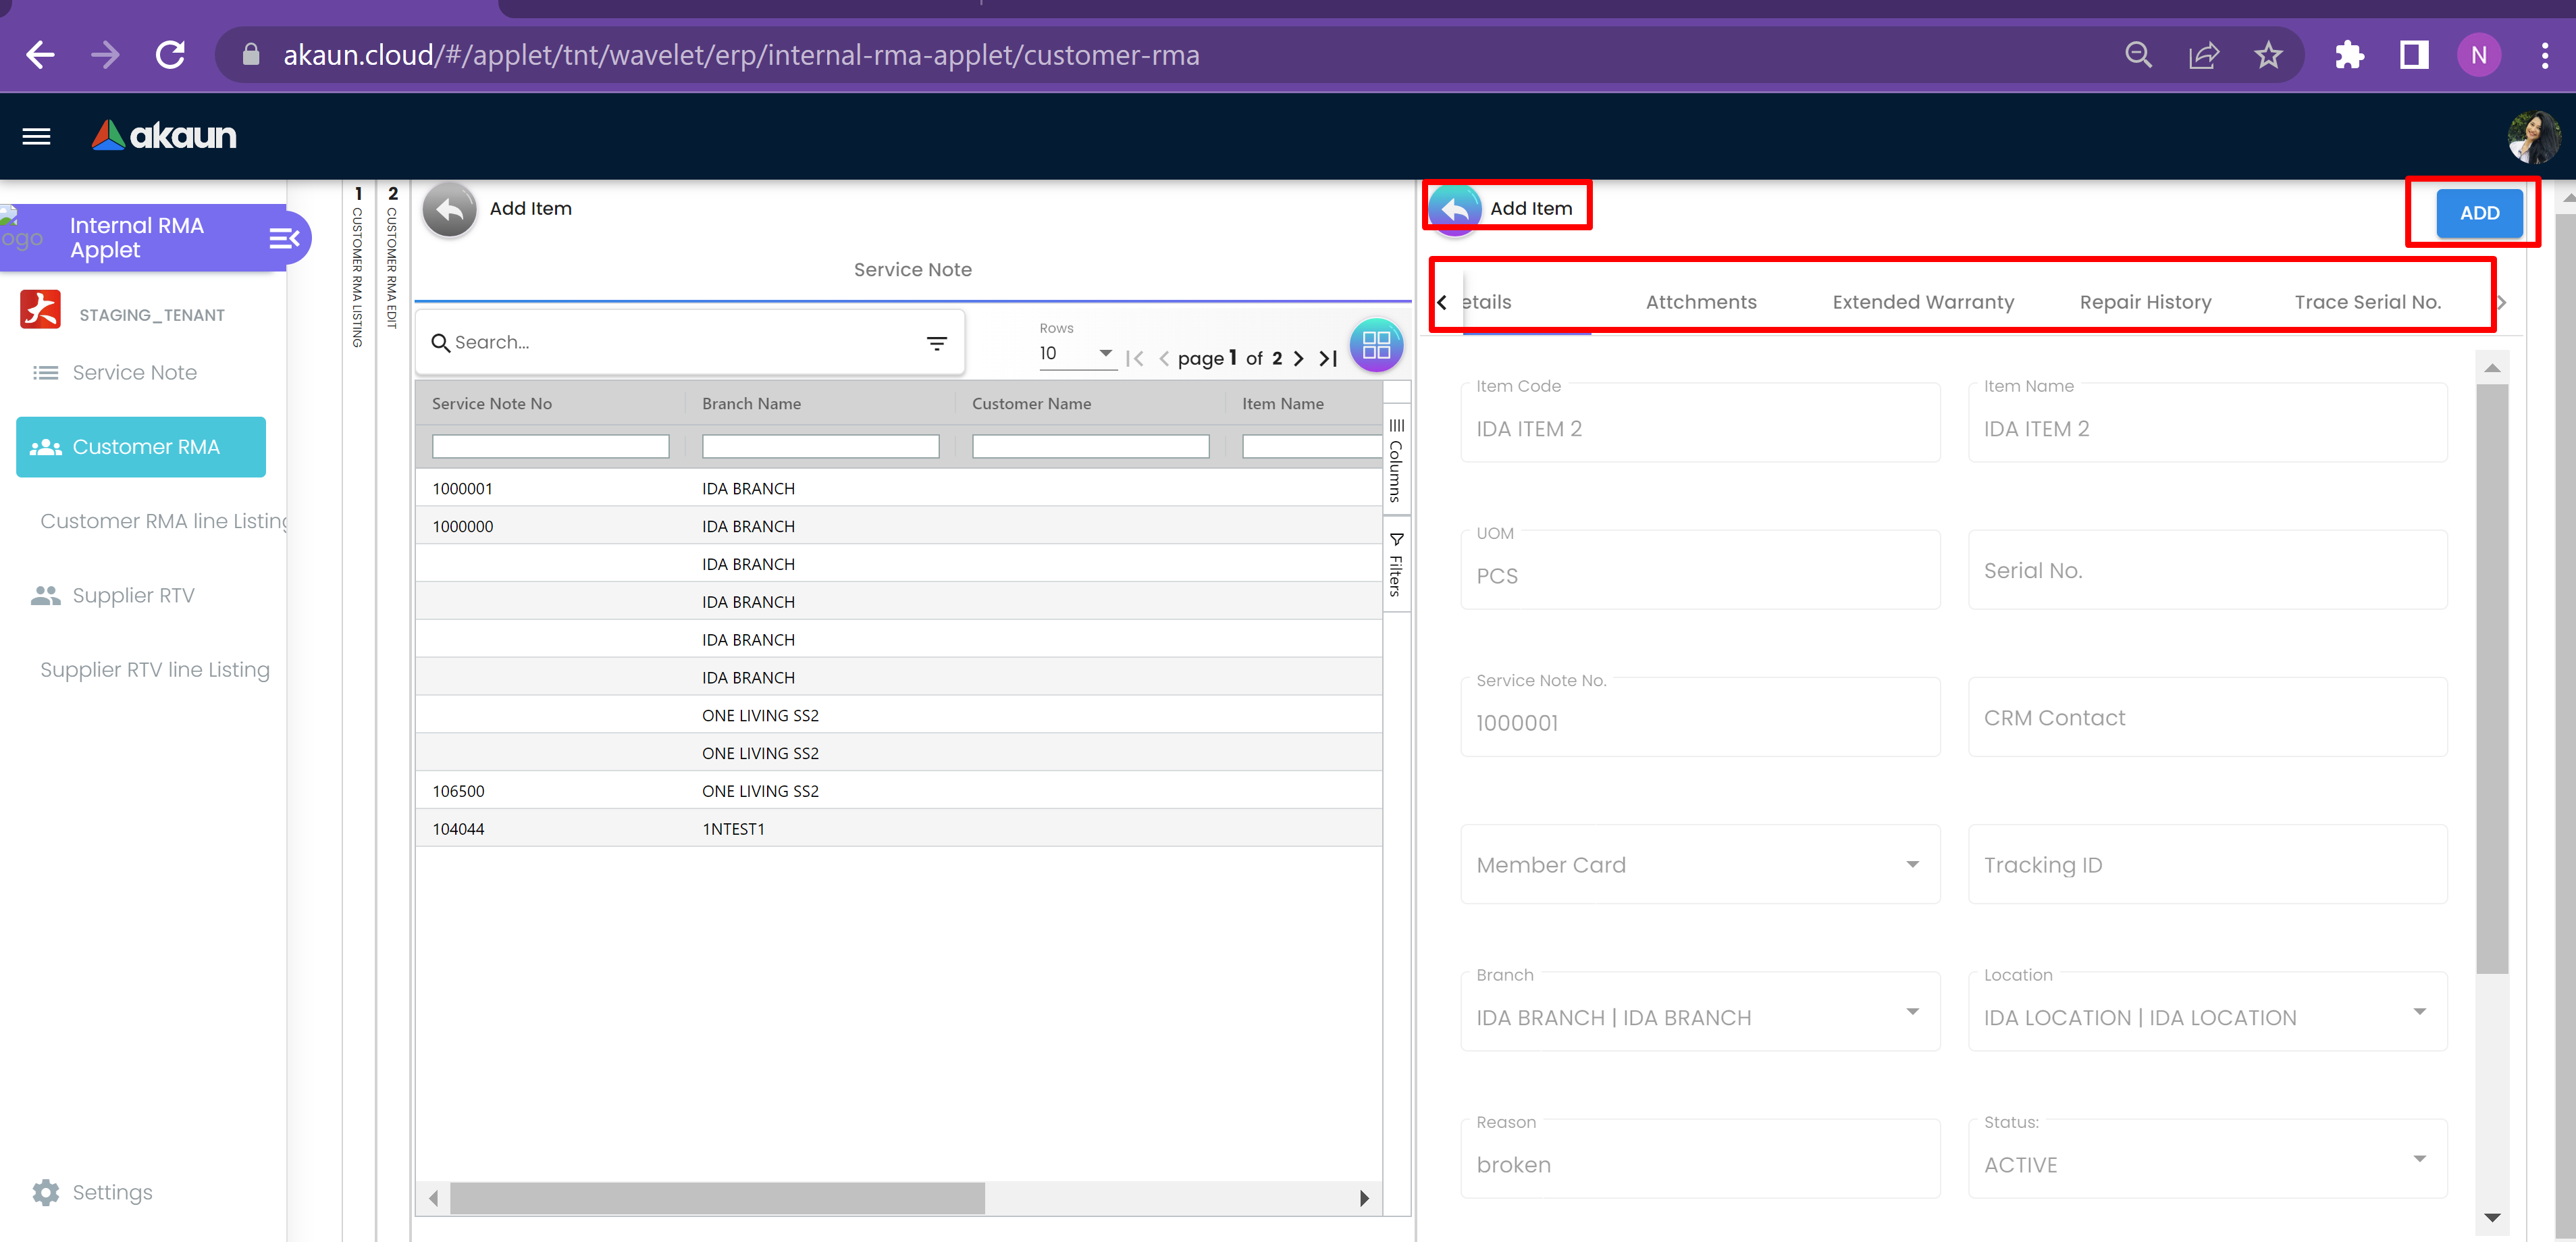 akaun.cloud/#/applet/tnt/wavelet/erp/internal-rma-applet/customer-rma
N
akaun
ogo
Internal RMA
Applet
STAGING_TENANT
Service Note
Customer RMA
Customer RMA line Listing
Supplier RTV
Supplier RTV line Listing
Settings
1 CUSTOMER RMA LISTING
2 CUSTOMER RMA EDIT
Add Item
Service Note
Search...
Rows
10
page 1 of 2
Service Note No Branch Name Customer Name Item Name
1000001 IDA BRANCH
1000000 IDA BRANCH
IDA BRANCH
IDA BRANCH
IDA BRANCH
IDA BRANCH
ONE LIVING SS2
ONE LIVING SS2
106500 ONE LIVING SS2
104044 1NTEST1
Columns
Filters
Add Item
ADD
etails Attchments Extended Warranty Repair History Trace Serial No.
Item Code Item Name
IDA ITEM 2 IDA ITEM 2
UOM
PCS Serial No.
Service Note No.
1000001 CRM Contact
Member Card Tracking ID
Branch Location
IDA BRANCH | IDA BRANCH IDA LOCATION | IDA LOCATION
Reason Status:
broken ACTIVE